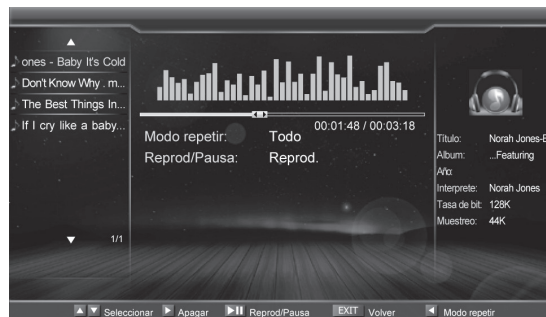 ones - Baby It's Cold
Don't Know Why . m...
The Best Things In...
If I cry like a baby...
1/1
00:01:48 / 00:03:18
Modo repetir: Todo
Reprod/Pausa: Reprod.
Titulo: Norah Jones-B
Album: ...Featuring
Año:
Interprete: Norah Jones
Tasa de bit: 128K
Muestreo: 44K
Seleccionar Apagar Reprod/Pausa EXIT Volver Modo repetir